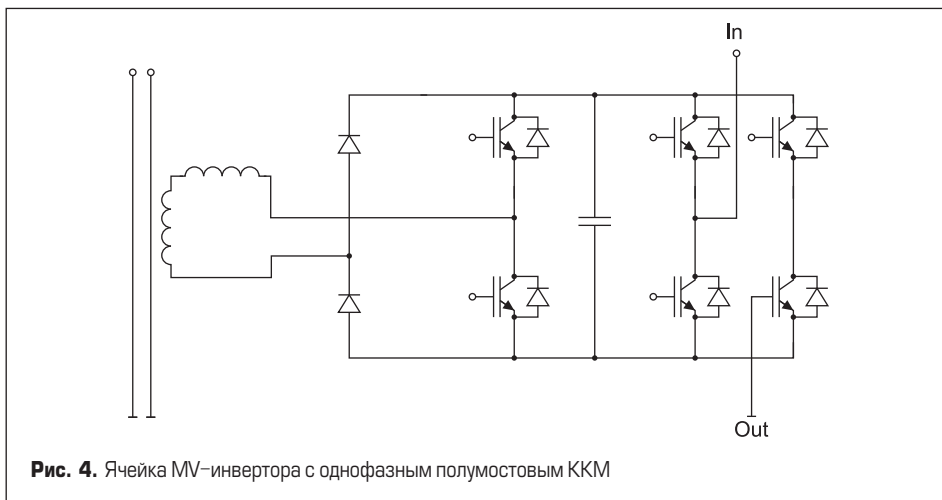 In
Out
Рис. 4. Ячейка MV-инвертора с однофазным полумостовым ККМ